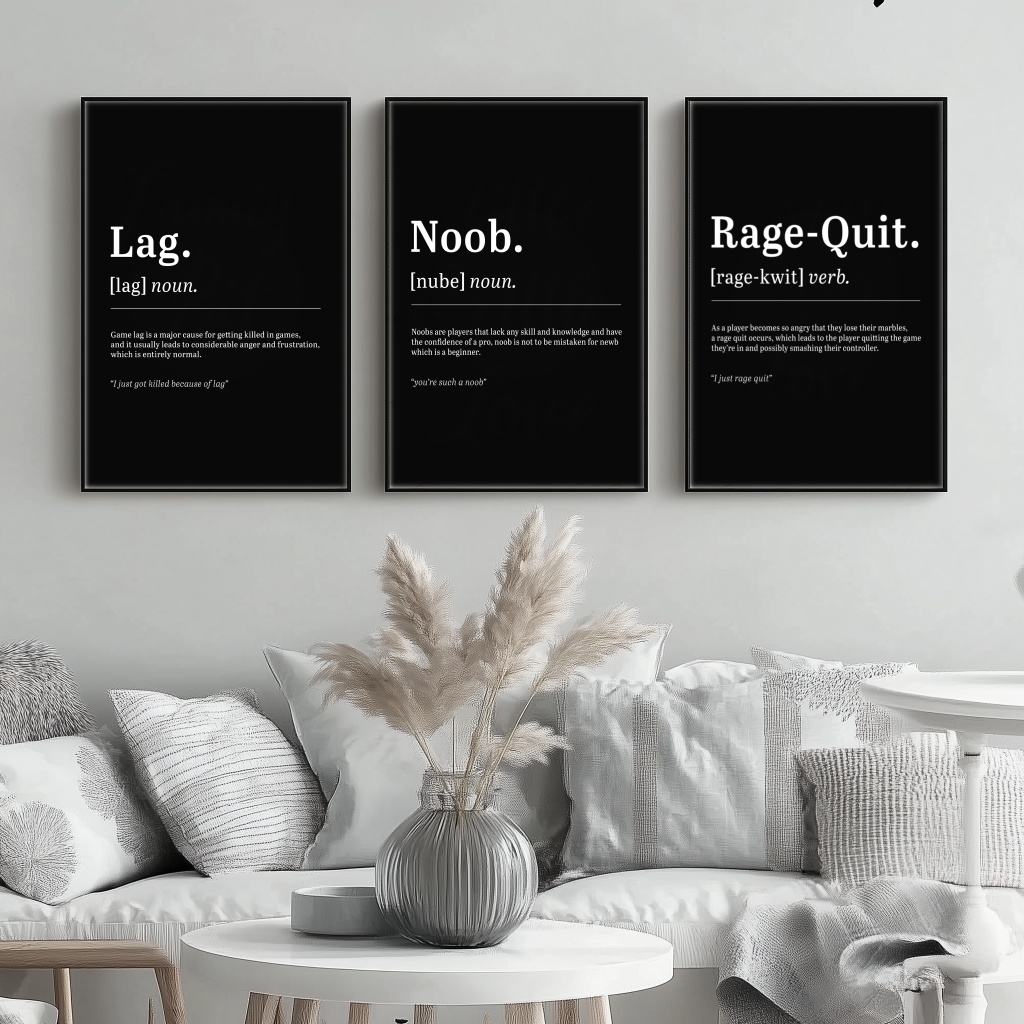 Lag.
[lag] noun.
Game lag is a major cause for getting killed in games,
and it usually leads to considerable anger and frustration,
which is entirely normal.
"I just got killed because of lag"
Noob.
[nube] noun.
Noobs are players that lack any skill and knowledge and have
the confidence of a pro, noob is not to be mistaken for newb
which is a beginner.
"you're such a noob"
Rage-Quit.
[rage-kwit] verb.
As a player becomes so angry that they lose their marbles,
a rage quit occurs, which leads to the player quitting the game
they're in and possibly smashing their controller.
"I just rage quit"